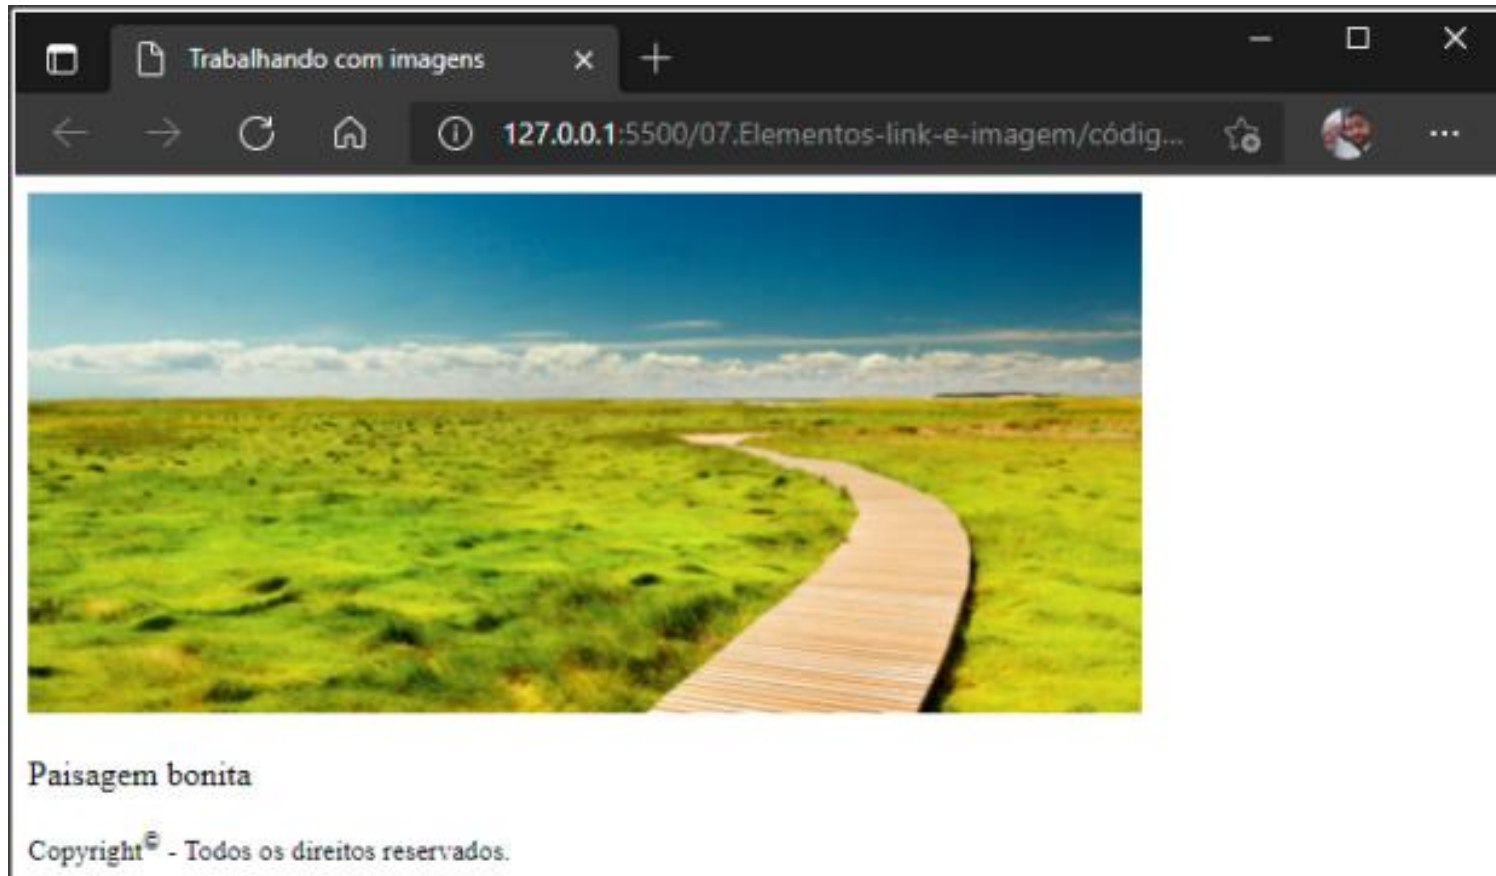 Trabalhando com imagens
127.0.0.1:5500/07.Elementos-link-e-imagem/códig...
Paisagem bonita
Copyright© - Todos os direitos reservados.